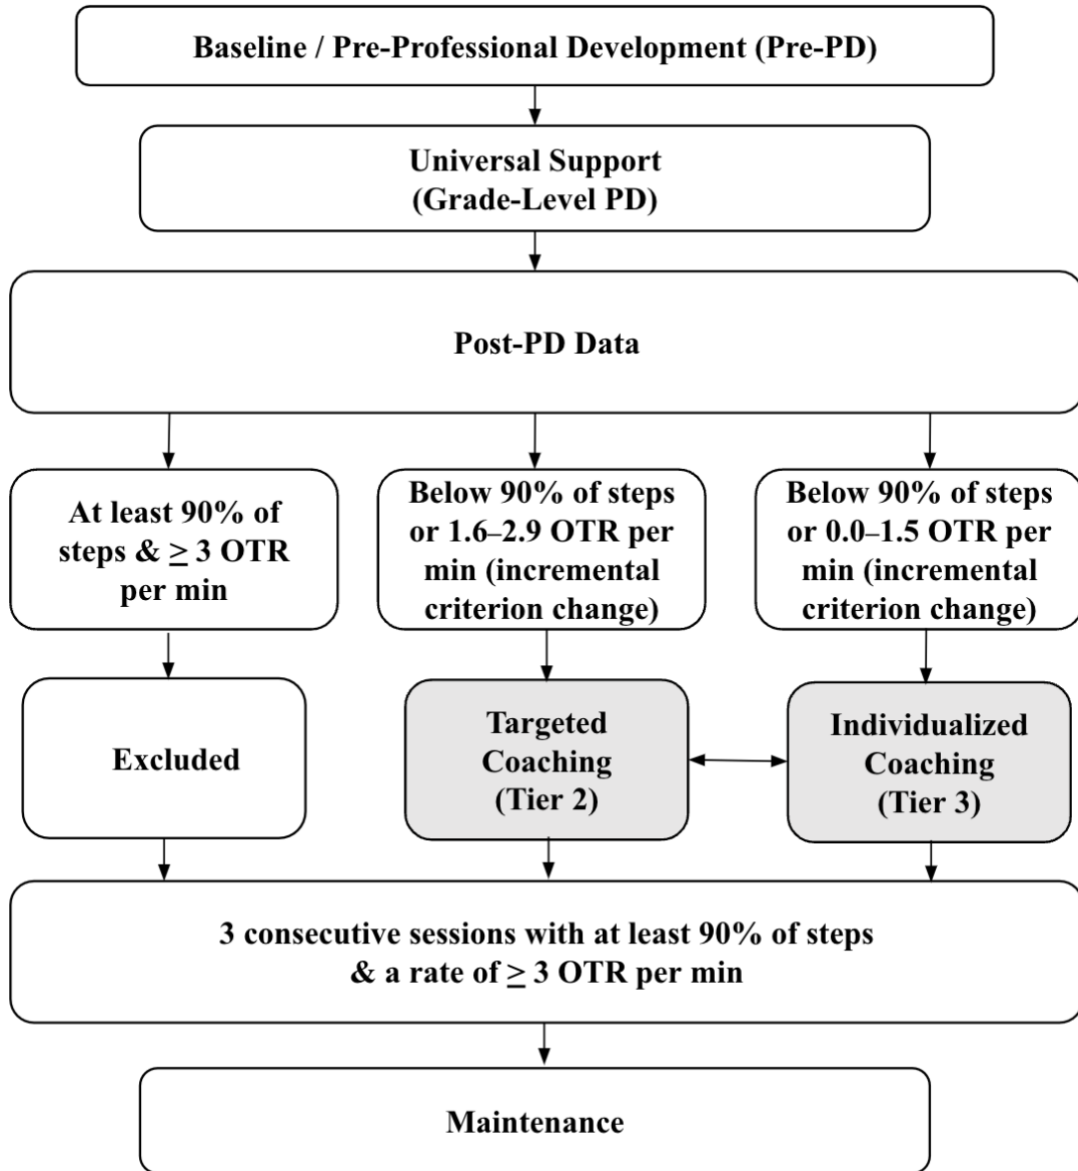 Baseline / Pre-Professional Development (Pre-PD)
Universal Support
(Grade-Level PD)
Post-PD Data
At least 90% of
steps & ≥ 3 OTR
per min
Below 90% of steps
or 1.6–2.9 OTR per
min (incremental
criterion change)
Below 90% of steps
or 0.0–1.5 OTR per
min (incremental
criterion change)
Excluded
Targeted
Coaching
(Tier 2)
Individualized
Coaching
(Tier 3)
3 consecutive sessions with at least 90% of steps
& a rate of ≥ 3 OTR per min
Maintenance